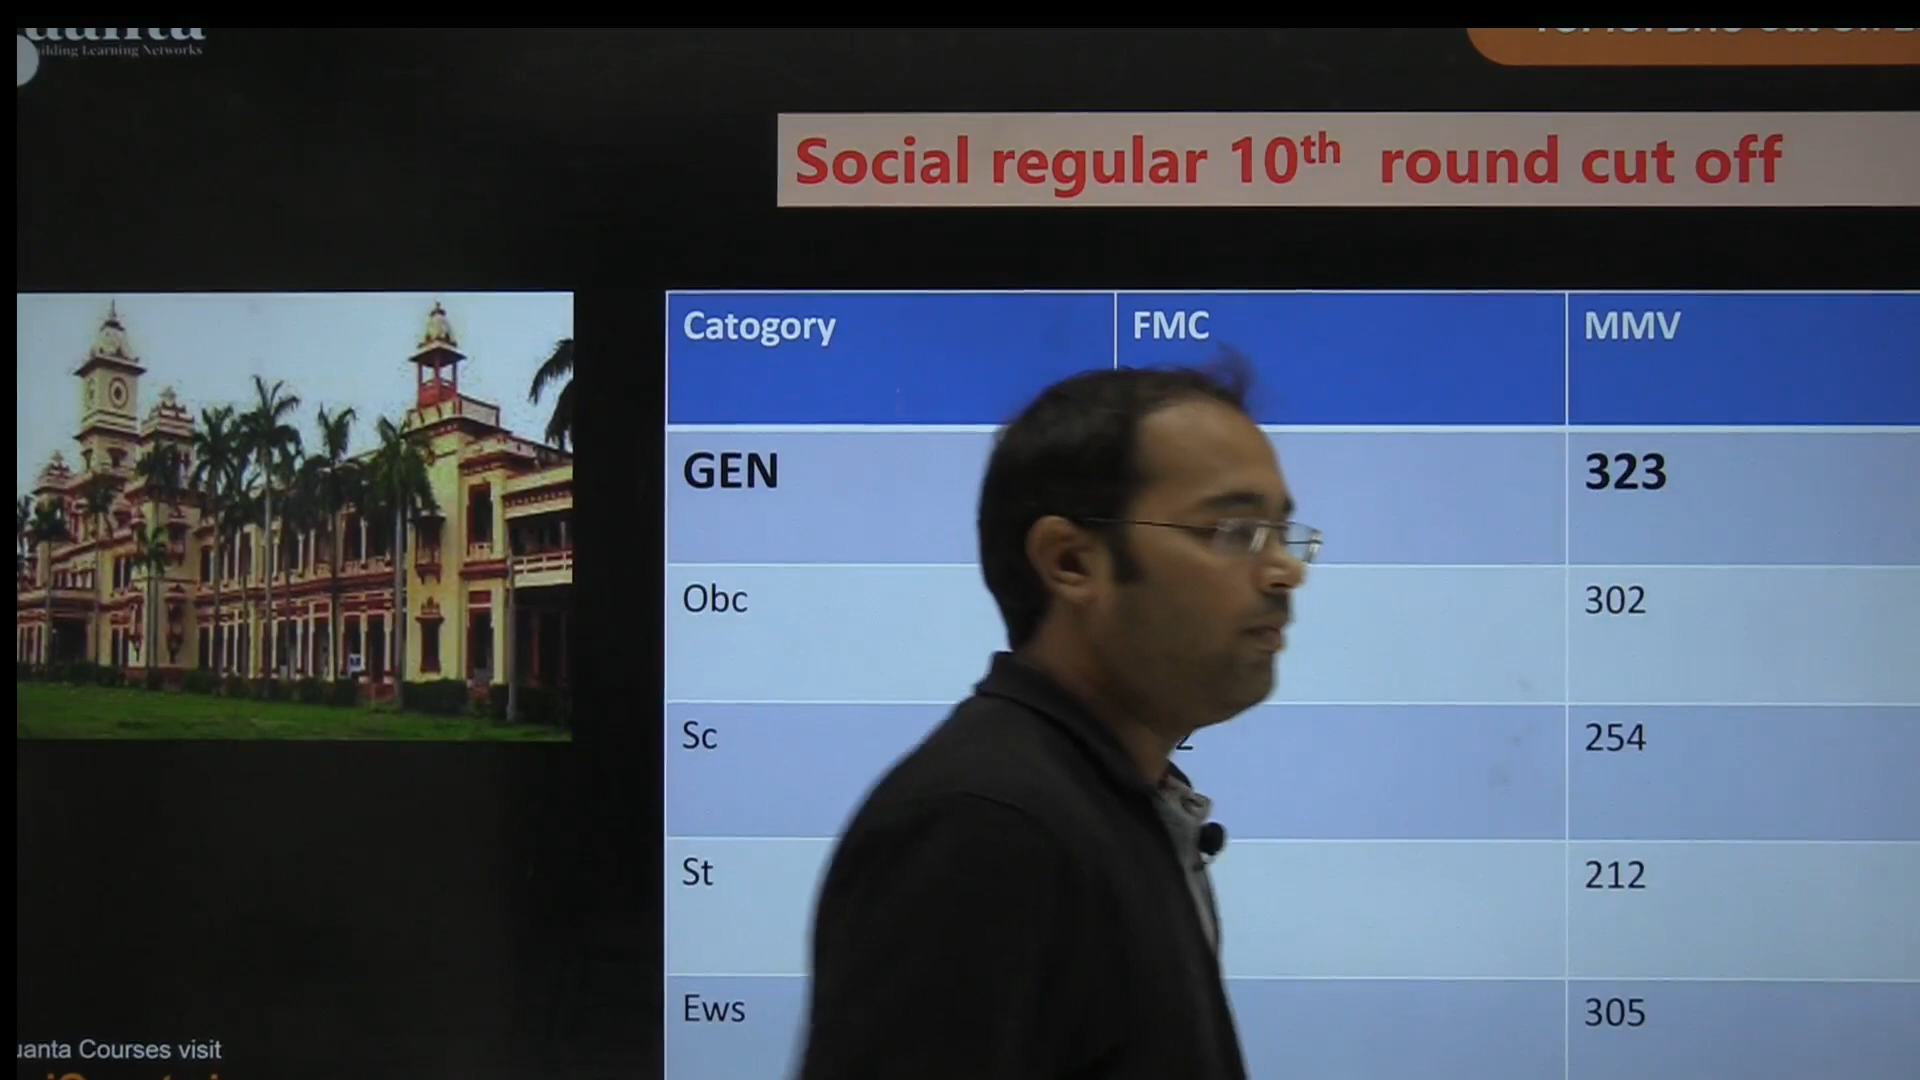 ilding Learning Networks
Social regular 10th round cut off
Catogory FMC MMV
GEN 323
Obc 302
Sc 2 254
St 212
Ews 305
uanta Courses visit